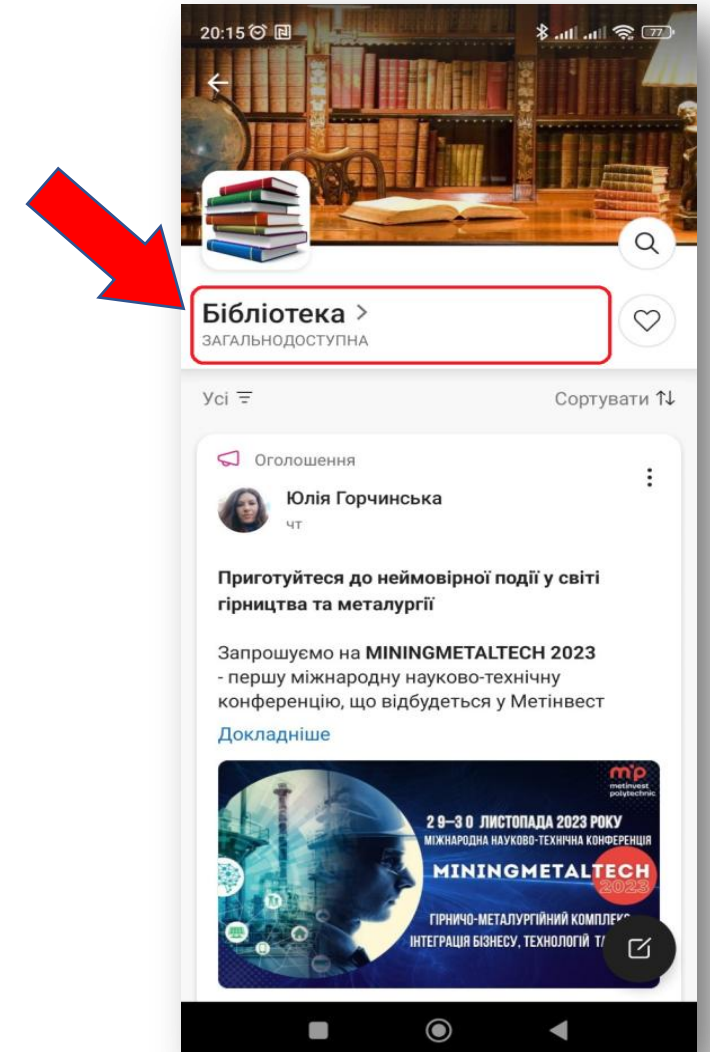 20:15
77
Бібліотека >
ЗАГАЛЬНОДОСТУПНА
Усі
Сортувати
Оголошення
Юлія Горчинська
чт
Приготуйтеся до неймовірної події у світі
гірництва та металургії
Запрошуємо на MININGMETALTECH 2023
- першу міжнародну науково-технічну
конференцію, що відбудеться у Метінвест
Докладніше
mip
metinvest
polytechnic
29–30 ЛИСТОПАДА 2023 РОКУ
МІЖНАРОДНА НАУКОВО-ТЕХНІЧНА КОНФЕРЕНЦІЯ
MININGMETALTECH
2023
ГІРНИЧО-МЕТАЛУРГІЙНИЙ КОМПЛЕКС
ІНТЕГРАЦІЯ БІЗНЕСУ, ТЕХНОЛОГІЙ